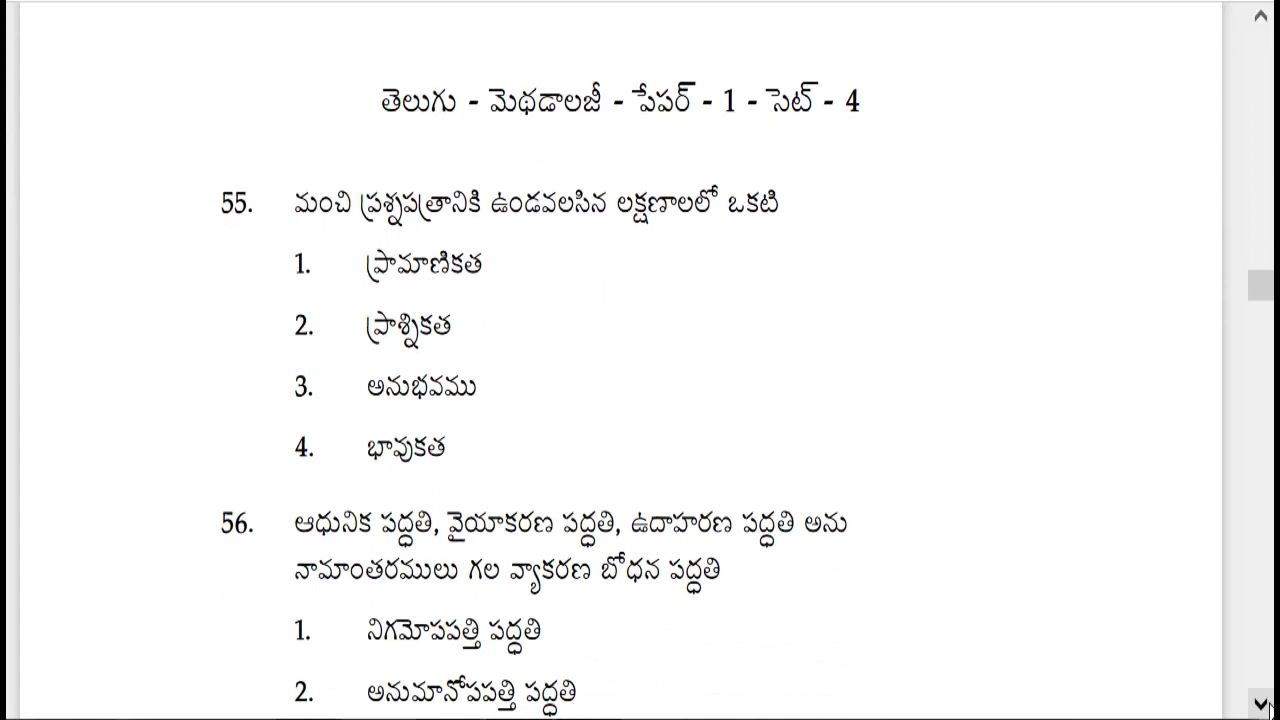 తెలుగు - మెథడాలజీ - పేపర్ - 1 - సెట్ - 4
55. మంచి ప్రశ్నపత్రానికి ఉండవలసిన లక్షణాలలో ఒకటి
1. ప్రామాణికత
2. ప్రాశ్నికత
3. అనుభవము
4. భావుకత
56. ఆధునిక పద్ధతి, వైయాకరణ పద్ధతి, ఉదాహరణ పద్ధతి అను
నామాంతరములు గల వ్యాకరణ బోధన పద్ధతి
1. నిగమోపపత్తి పద్ధతి
2. అనుమానోపపత్తి పద్ధతి